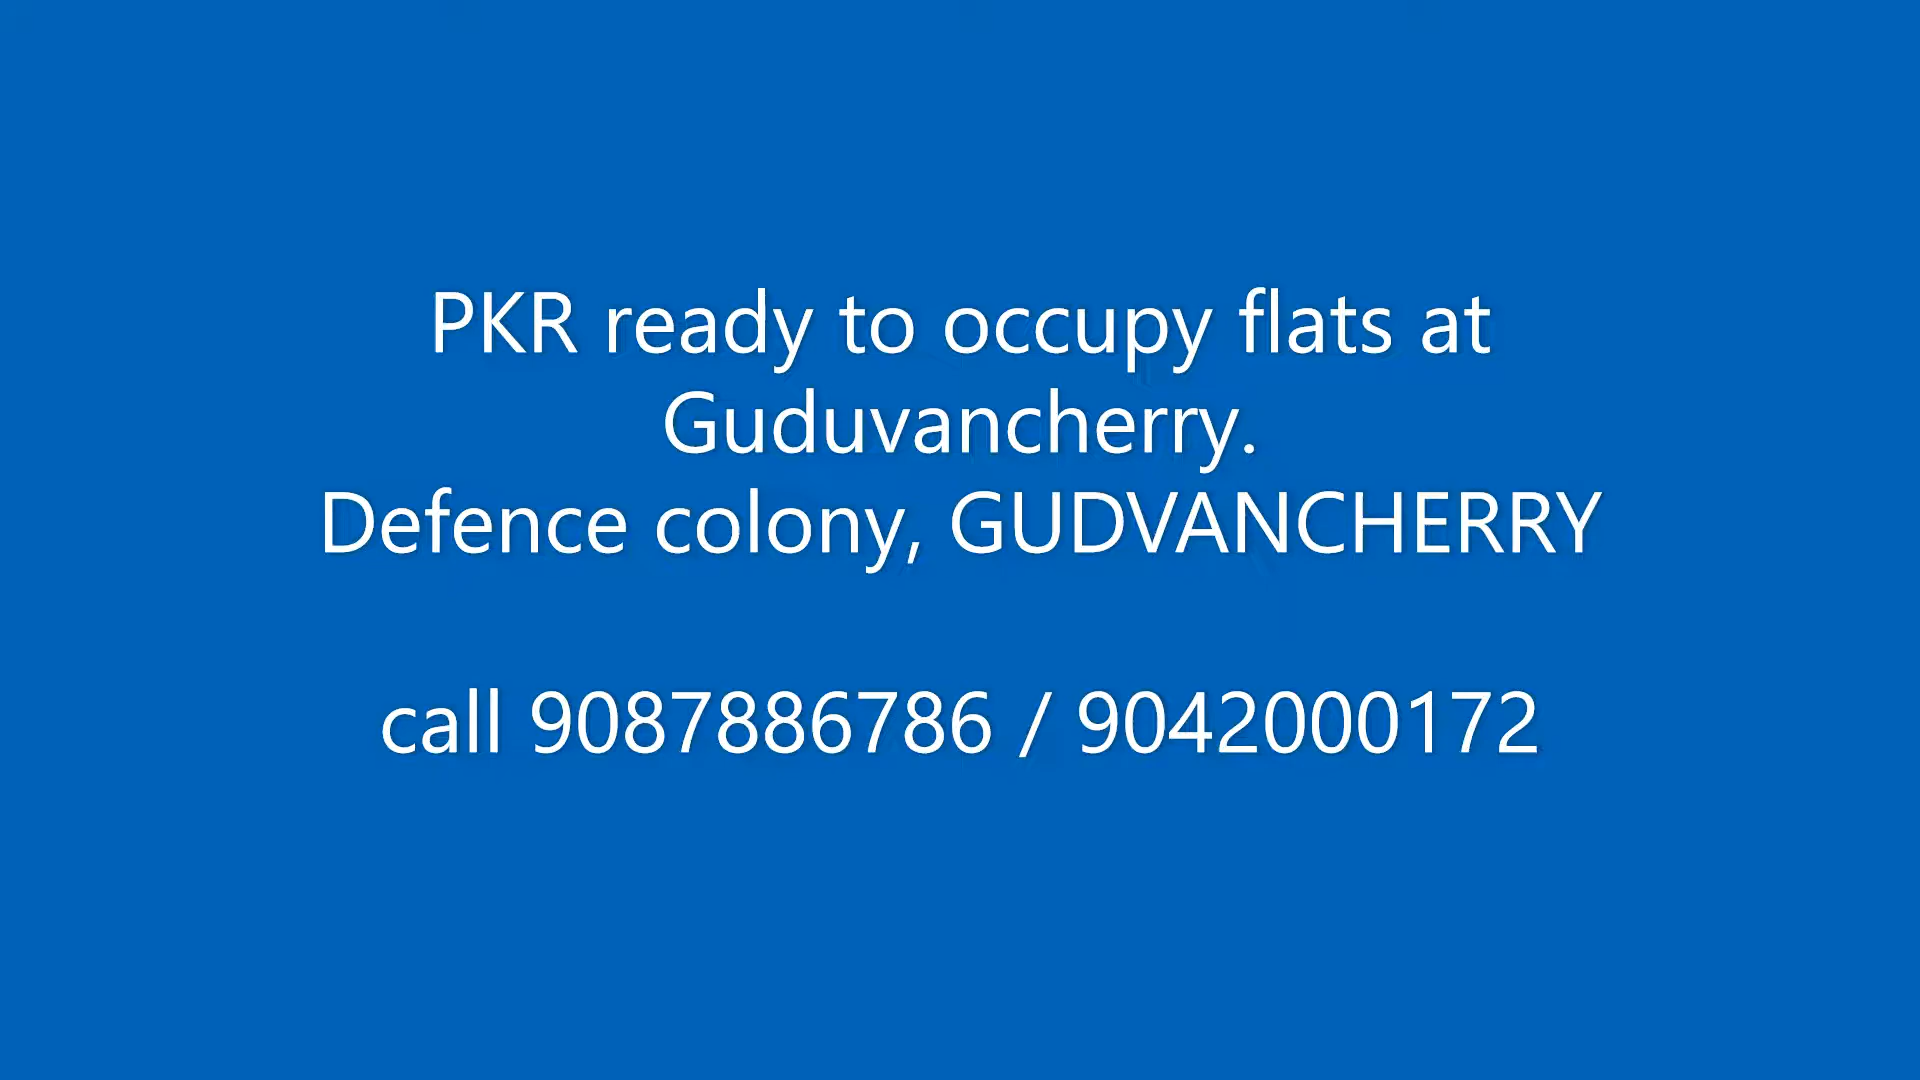 PKR ready to occupy flats at
Guduvancherry.
Defence colony, GUDVANCHERRY
call 9087886786 / 9042000172